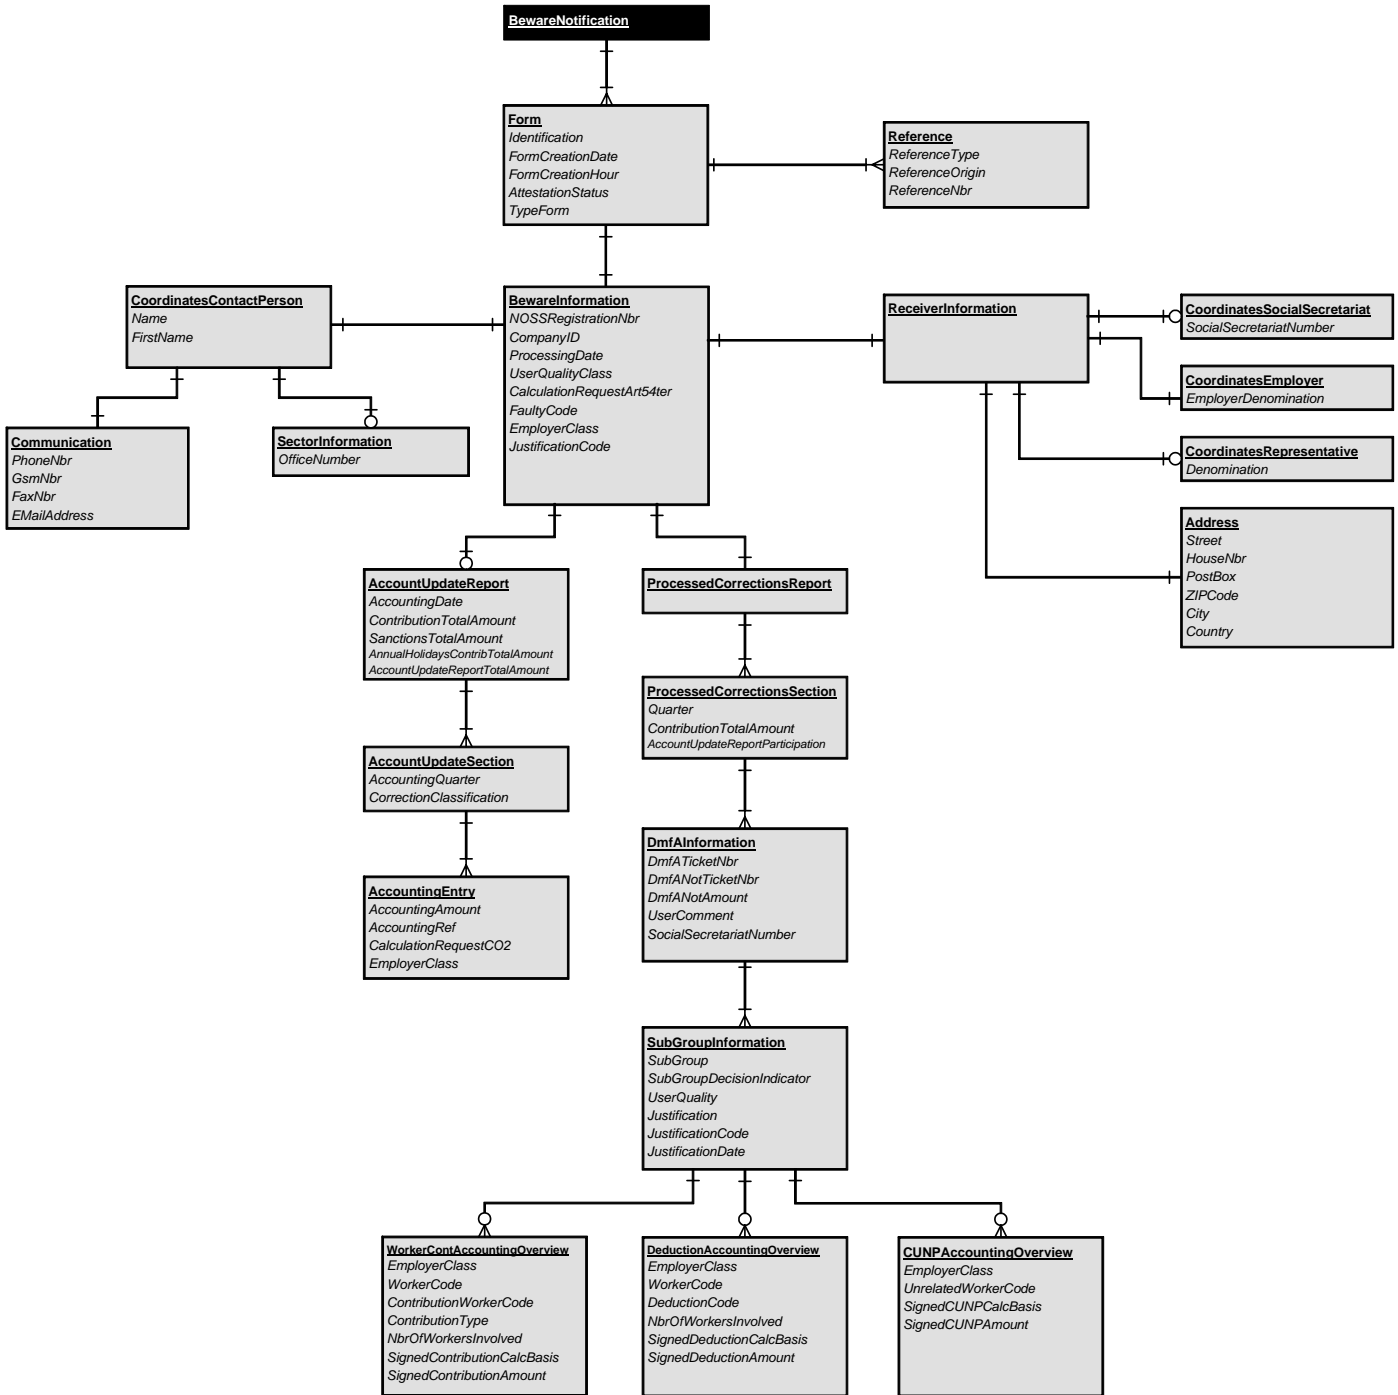 BewareNotification
Form
Identification
FormCreationDate
FormCreationHour
AttestationStatus
TypeForm
Reference
ReferenceType
ReferenceOrigin
ReferenceNbr
CoordinatesContactPerson
Name
FirstName
BewareInformation
NOSSRegistrationNbr
CompanyID
ProcessingDate
UserQualityClass
CalculationRequestArt54ter
FaultyCode
EmployerClass
JustificationCode
ReceiverInformation
CoordinatesSocialSecretariat
SocialSecretariatNumber
CoordinatesEmployer
EmployerDenomination
CoordinatesRepresentative
Denomination
Address
Street
HouseNbr
PostBox
ZIPCode
City
Country
Communication
PhoneNbr
GsmNbr
FaxNbr
EMailAddress
SectorInformation
OfficeNumber
AccountUpdateReport
AccountingDate
ContributionTotalAmount
SanctionsTotalAmount
AnnualHolidaysContribTotalAmount
AccountUpdateReportTotalAmount
ProcessedCorrectionsReport
ProcessedCorrectionsSection
Quarter
ContributionTotalAmount
AccountUpdateReportParticipation
AccountUpdateSection
AccountingQuarter
CorrectionClassification
AccountingEntry
AccountingAmount
AccountingRef
CalculationRequestCO2
EmployerClass
DmfAInformation
DmfATicketNbr
DmfANotTicketNbr
DmfANotAmount
UserComment
SocialSecretariatNumber
SubGroupInformation
SubGroup
SubGroupDecisionIndicator
UserQuality
Justification
JustificationCode
JustificationDate
WorkerContAccountingOverview
EmployerClass
WorkerCode
ContributionWorkerCode
ContributionType
NbrOfWorkersInvolved
SignedContributionCalcBasis
SignedContributionAmount
DeductionAccountingOverview
EmployerClass
WorkerCode
DeductionCode
NbrOfWorkersInvolved
SignedDeductionCalcBasis
SignedDeductionAmount
CUNPAccountingOverview
EmployerClass
UnrelatedWorkerCode
SignedCUNPCalcBasis
SignedCUNPAmount